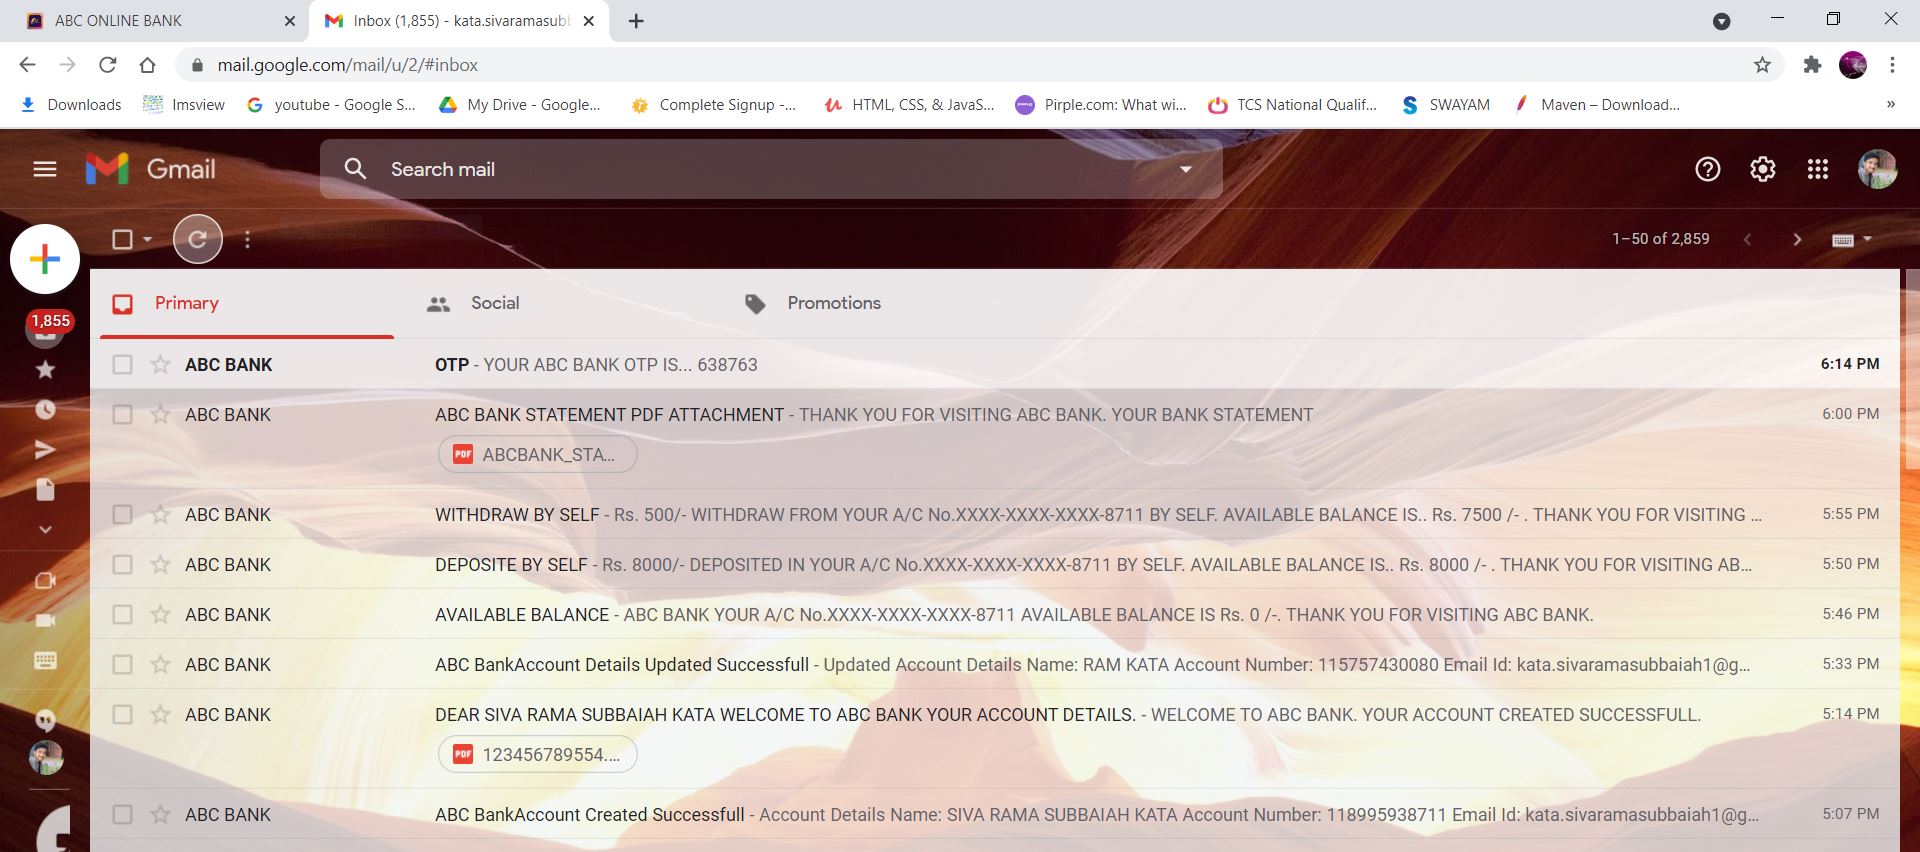 ABC ONLINE BANK
Inbox (1,855) - kata.sivaramasubb
mail.google.com/mail/u/2/#inbox
Downloads Imsview youtube - Google S... My Drive - Google... Complete Signup -... HTML, CSS, & JavaS... Pirple.com: What wi... TCS National Qualif... SWAYAM Maven – Download... »
Gmail
Search mail
1–50 of 2,859
1,855
Primary Social Promotions
ABC BANK OTP - YOUR ABC BANK OTP IS... 638763 6:14 PM
ABC BANK ABC BANK STATEMENT PDF ATTACHMENT - THANK YOU FOR VISITING ABC BANK. YOUR BANK STATEMENT 6:00 PM
PDF ABCBANK_STA...
ABC BANK WITHDRAW BY SELF - Rs. 500/- WITHDRAW FROM YOUR A/C No.XXXX-XXXX-XXXX-8711 BY SELF. AVAILABLE BALANCE IS.. Rs. 7500 /- . THANK YOU FOR VISITING ... 5:55 PM
ABC BANK DEPOSITE BY SELF - Rs. 8000/- DEPOSITED IN YOUR A/C No.XXXX-XXXX-XXXX-8711 BY SELF. AVAILABLE BALANCE IS.. Rs. 8000 /- . THANK YOU FOR VISITING AB... 5:50 PM
ABC BANK AVAILABLE BALANCE - ABC BANK YOUR A/C No.XXXX-XXXX-XXXX-8711 AVAILABLE BALANCE IS Rs. 0 /-. THANK YOU FOR VISITING ABC BANK. 5:46 PM
ABC BANK ABC BankAccount Details Updated Successfull - Updated Account Details Name: RAM KATA Account Number: 115757430080 Email Id: kata.sivaramasubbaiah1@g... 5:33 PM
ABC BANK DEAR SIVA RAMA SUBBAIAH KATA WELCOME TO ABC BANK YOUR ACCOUNT DETAILS. - WELCOME TO ABC BANK. YOUR ACCOUNT CREATED SUCCESSFULL. 5:14 PM
PDF 123456789554....
ABC BANK ABC BankAccount Created Successfull - Account Details Name: SIVA RAMA SUBBAIAH KATA Account Number: 118995938711 Email Id: kata.sivaramasubbaiah1@g... 5:07 PM